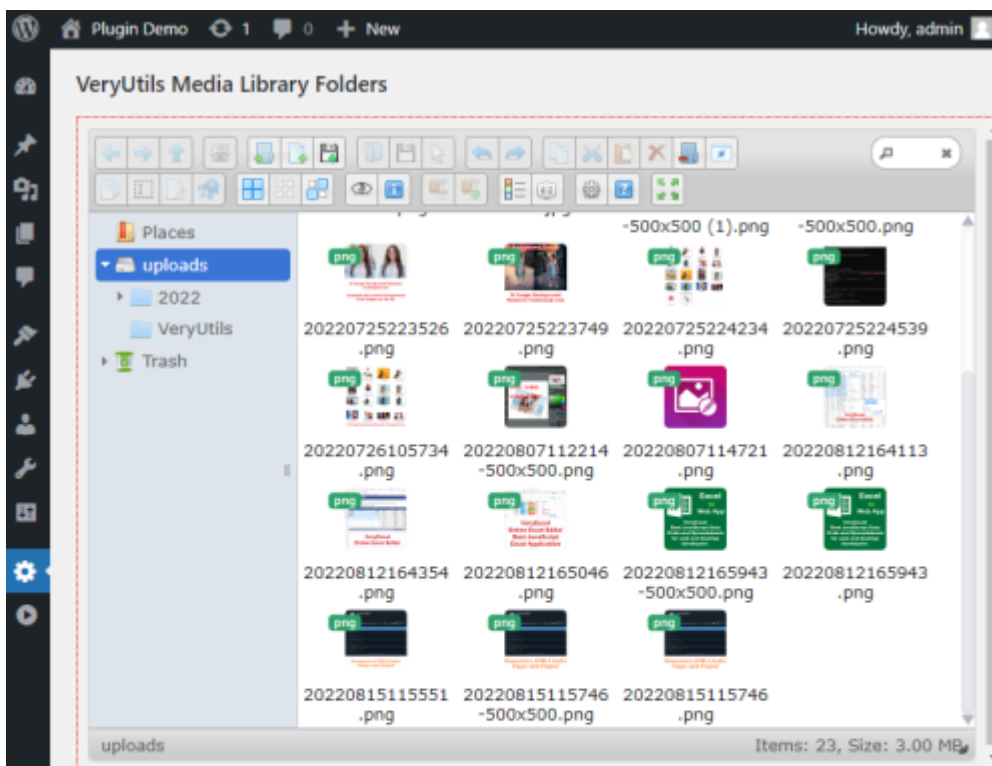 Plugin Demo 1 0 + New Howdy, admin
VeryUtils Media Library Folders
Places
uploads
2022
VeryUtils
Trash
-500x500 (1).png -500x500.png
png png png png
20220725223526 20220725223749 20220725224234 20220725224539
.png .png .png .png
png png png png
20220726105734 20220807112214 20220807114721 20220812164113
.png -500x500.png .png .png
png png png png
20220812164354 20220812165046 20220812165943 20220812165943
.png .png -500x500.png .png
png png png
20220815115551 20220815115746 20220815115746
.png -500x500.png .png
uploads Items: 23, Size: 3.00 MB